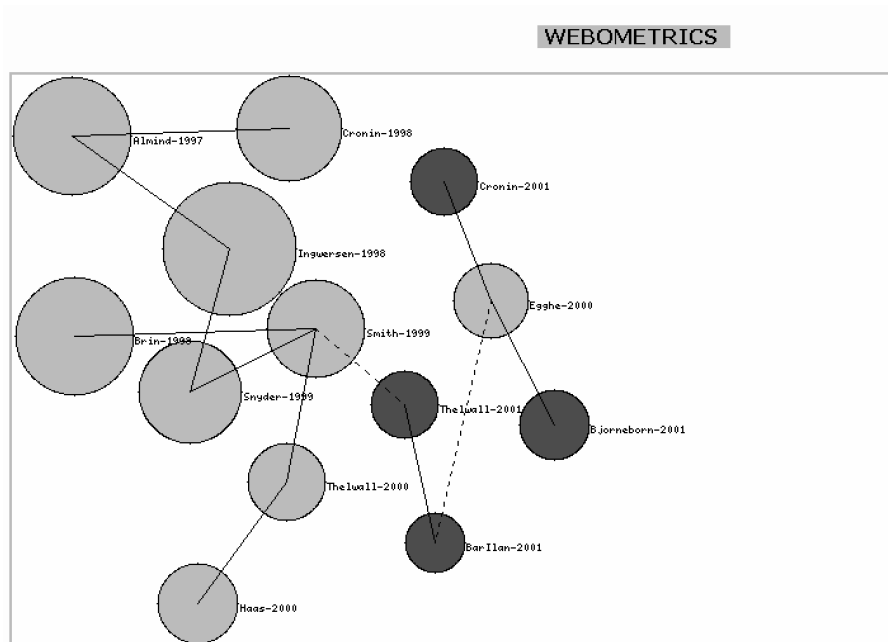 WEBOMETRICS
Almind-1997
Cronin-1998
Cronin-2001
Ingwersen-1998
Egghe-2000
Smith-1999
Brin-1998
Snyder-1999
Thelwall-2001
Bjorneborn-2001
Thelwall-2000
BarIlan-2001
Haas-2000